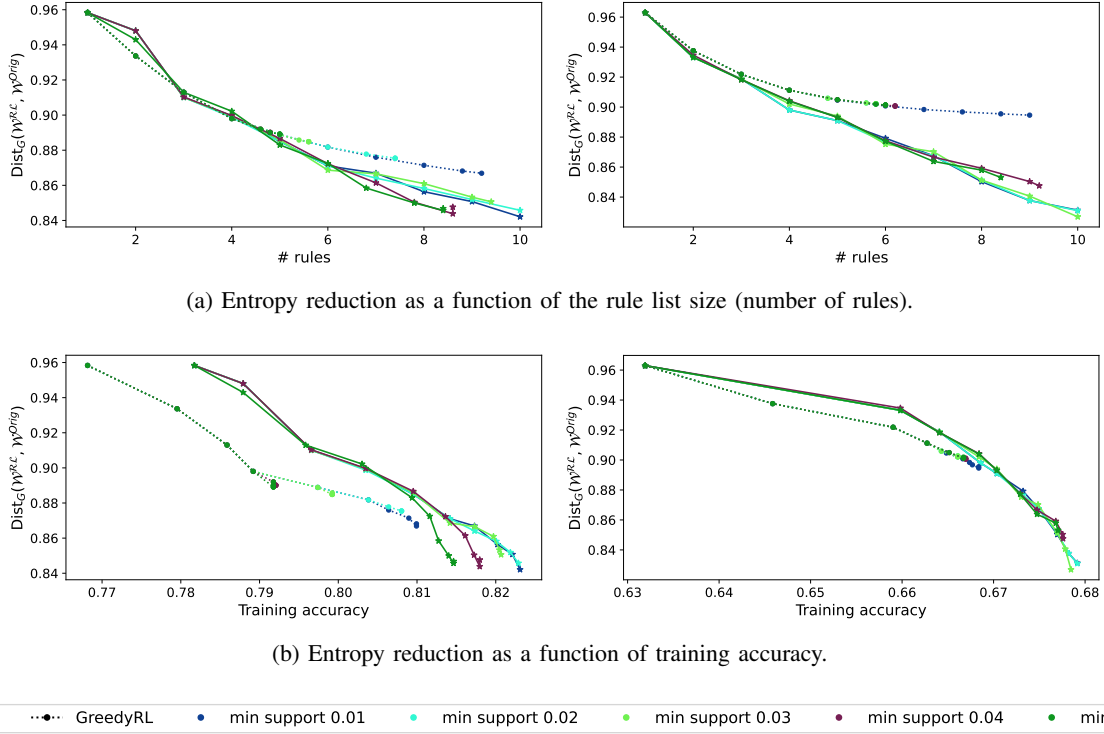 0.96
0.94
0.92
0.90
0.88
0.86
0.84
2 4 6 8 10
# rules
Dist_G(𝒲^ℛℒ, 𝒲^Orig)
0.96
0.94
0.92
0.90
0.88
0.86
0.84
2 4 6 8 10
# rules
Dist_G(𝒲^ℛℒ, 𝒲^Orig)
(a) Entropy reduction as a function of the rule list size (number of rules).
0.96
0.94
0.92
0.90
0.88
0.86
0.84
0.77 0.78 0.79 0.80 0.81 0.82
Training accuracy
Dist_G(𝒲^ℛℒ, 𝒲^Orig)
0.96
0.94
0.92
0.90
0.88
0.86
0.84
0.63 0.64 0.65 0.66 0.67 0.68
Training accuracy
Dist_G(𝒲^ℛℒ, 𝒲^Orig)
(b) Entropy reduction as a function of training accuracy.
GreedyRL min support 0.01 min support 0.02 min support 0.03 min support 0.04